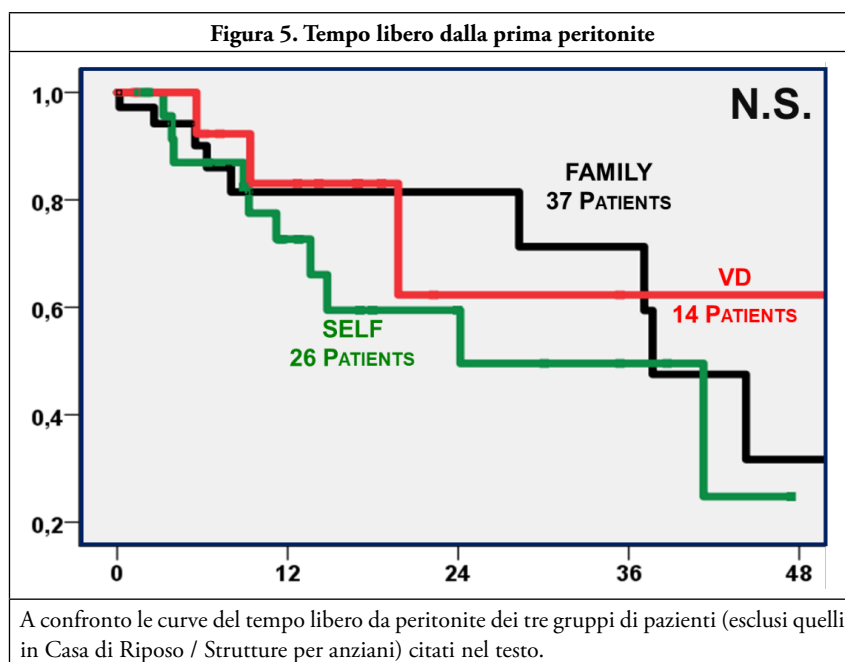 Figura 5. Tempo libero dalla prima peritonite
N.S.
1,0
0,8
0,6
0,4
0,2
FAMILY
37 PATIENTS
VD
14 PATIENTS
SELF
26 PATIENTS
0 12 24 36 48
A confronto le curve del tempo libero da peritonite dei tre gruppi di pazienti (esclusi quelli
in Casa di Riposo / Strutture per anziani) citati nel testo.